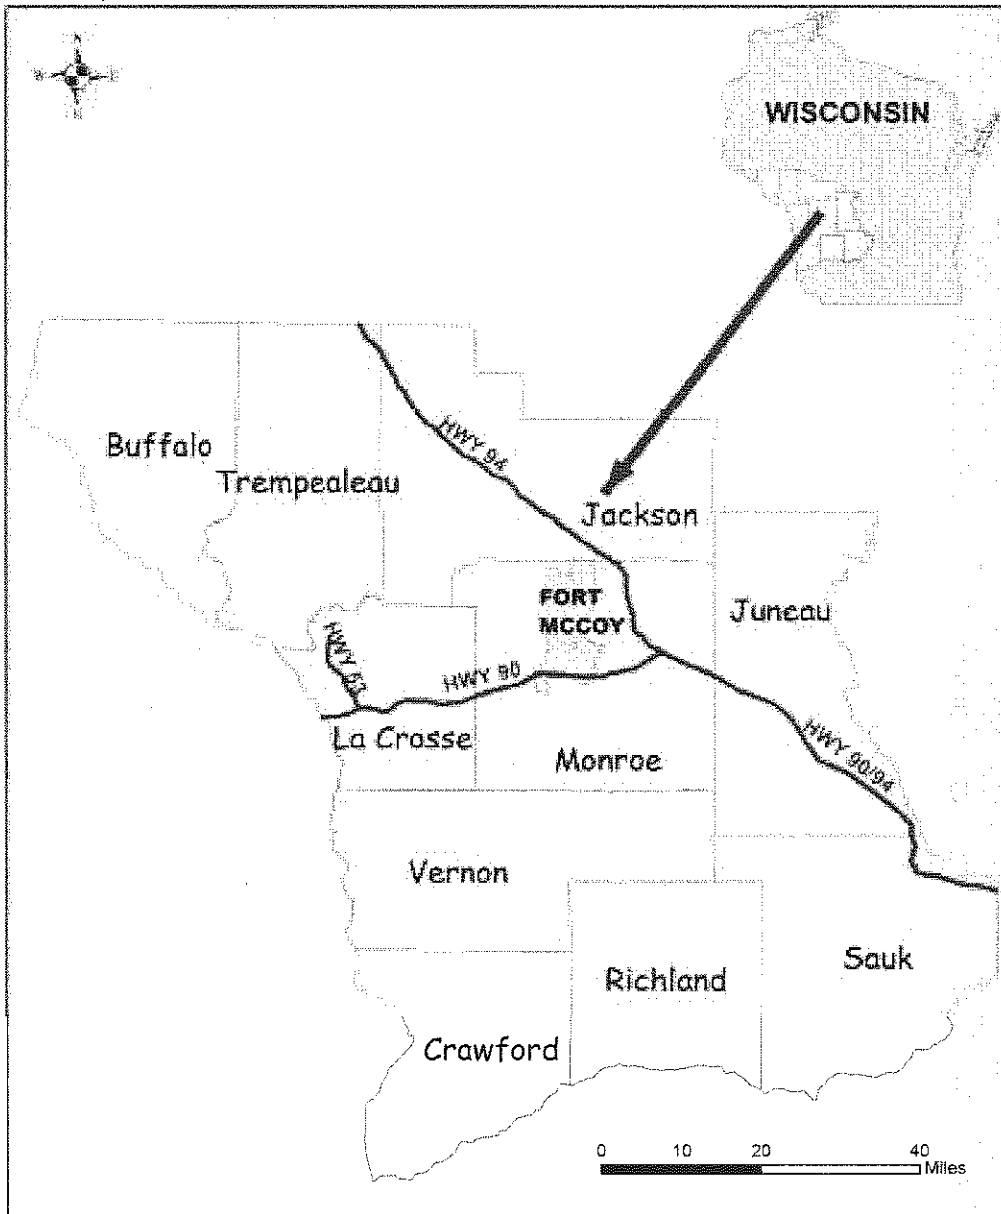 N
W E
WISCONSIN
HWY 94
Buffalo
Trempealeau
Jackson
FORT
MCCOY
Juneau
HWY 53
HWY 90
La Crosse
Monroe
HWY 90/94
Vernon
Sauk
Richland
Crawford
0 10 20 40
Miles